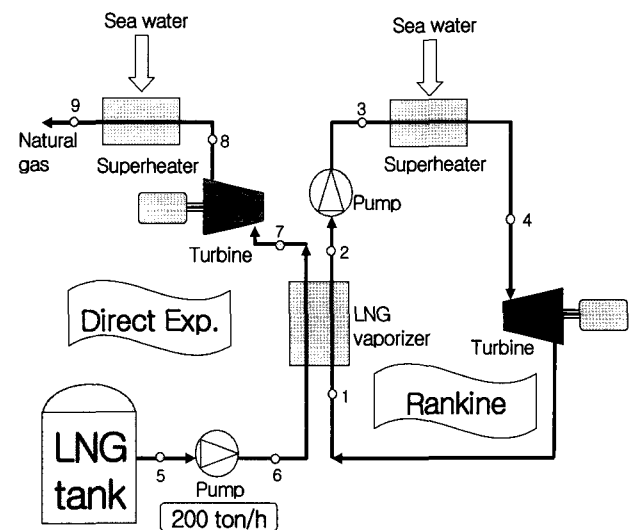 Sea water
Sea water
9
Natural
gas
Superheater
8
3
Superheater
Pump
4
7
Turbine
2
Direct Exp.
LNG
vaporizer
Turbine
1
Rankine
LNG
tank
5
Pump
6
200 ton/h